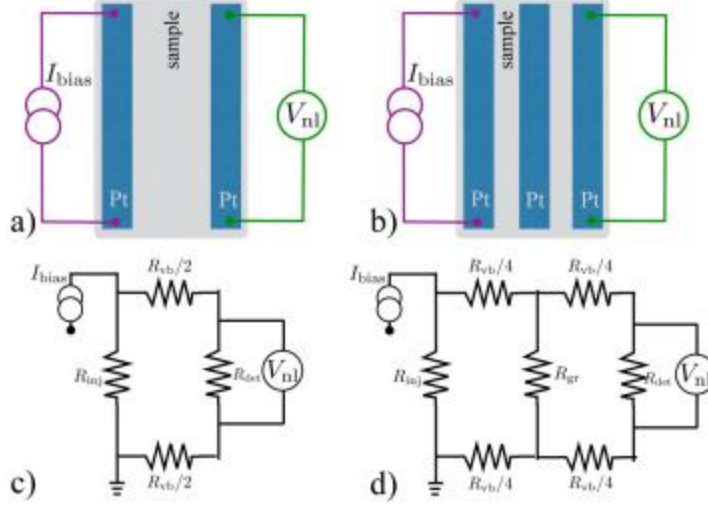 sample
I_bias
V_nl
Pt
Pt
a)
sample
I_bias
V_nl
Pt
Pt
Pt
b)
I_bias
R_vb/2
R_inj
R_det
V_nl
R_vb/2
c)
I_bias
R_vb/4
R_vb/4
R_inj
R_gr
R_det
V_nl
R_vb/4
R_vb/4
d)